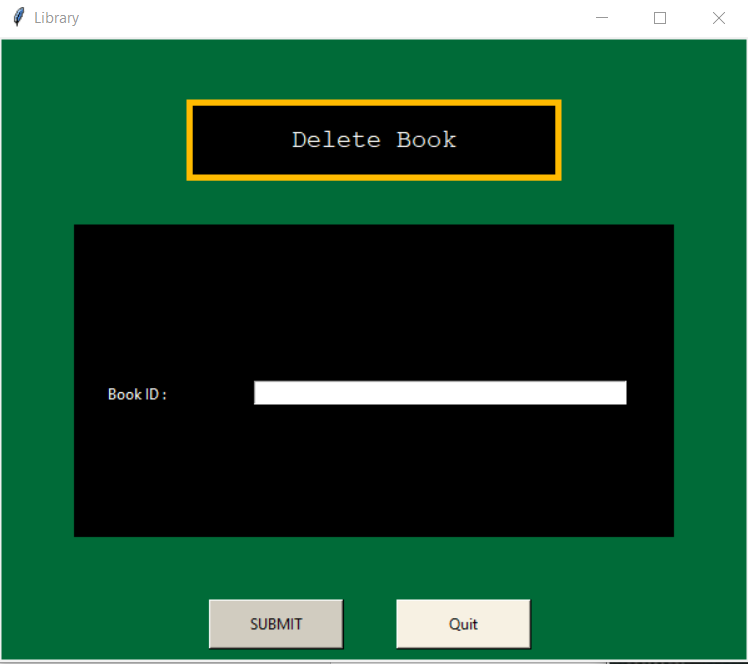 Library
Delete Book
Book ID :
SUBMIT
Quit